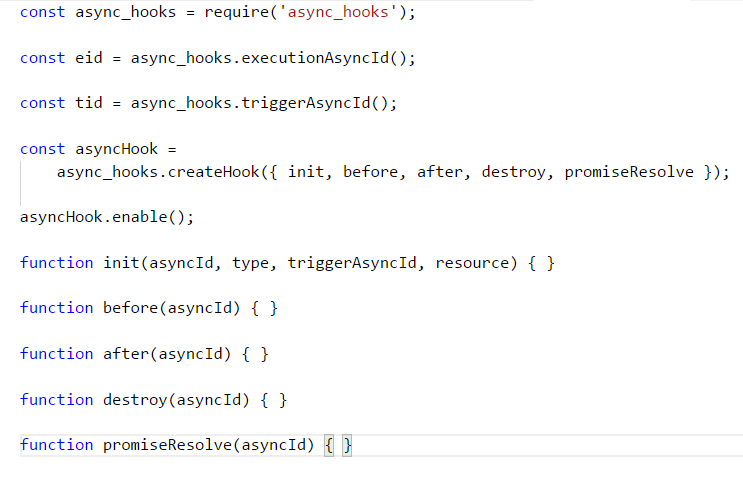 const async_hooks = require('async_hooks');
const eid = async_hooks.executionAsyncId();
const tid = async_hooks.triggerAsyncId();
const asyncHook =
async_hooks.createHook({ init, before, after, destroy, promiseResolve });
asyncHook.enable();
function init(asyncId, type, triggerAsyncId, resource) { }
function before(asyncId) { }
function after(asyncId) { }
function destroy(asyncId) { }
function promiseResolve(asyncId) { }